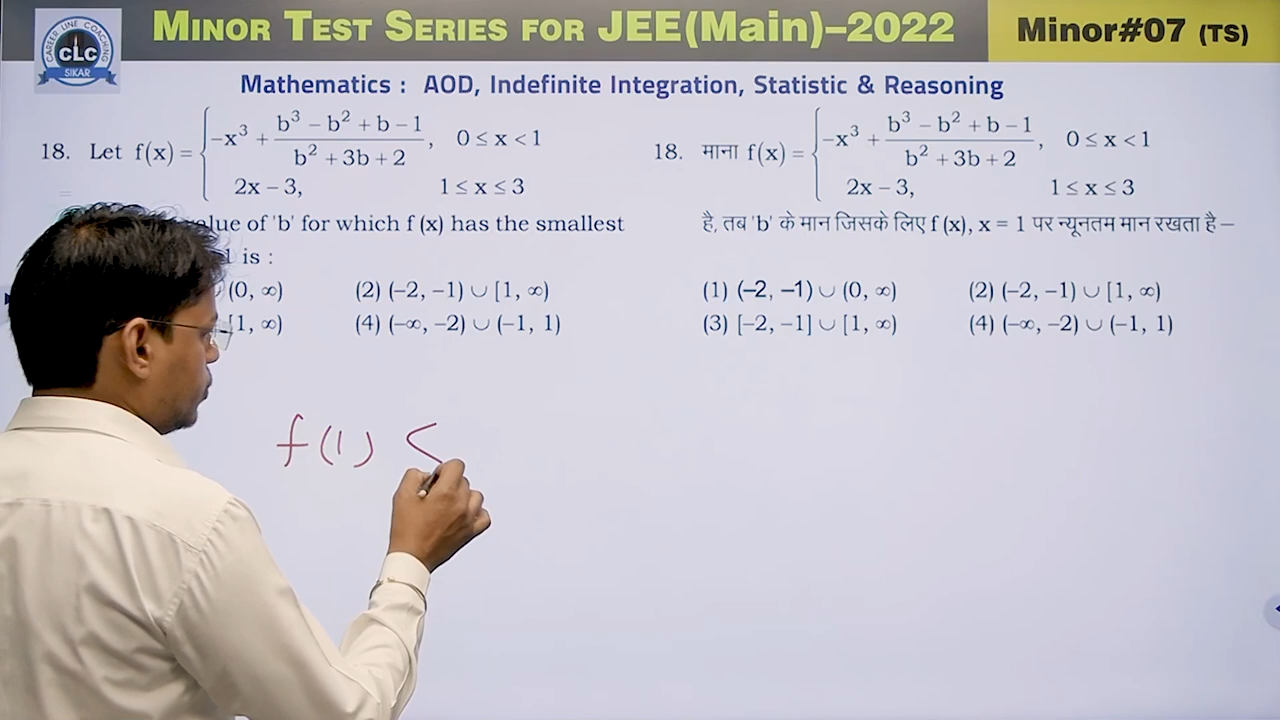 CAREER LINE COACHING
CLC
SIKAR
MINOR TEST SERIES FOR JEE(MAIN)–2022
Minor#07 (TS)
Mathematics : AOD, Indefinite Integration, Statistic & Reasoning
18. Let f(x) = { −x³ + (b³ − b² + b − 1)/(b² + 3b + 2), 0 ≤ x < 1
2x − 3, 1 ≤ x ≤ 3
of 'b' for which f (x) has the smallest
is :
(0, ∞) (2) (−2, −1) ∪ [1, ∞)
[1, ∞) (4) (−∞, −2) ∪ (−1, 1)
18. माना f(x) = { −x³ + (b³ − b² + b − 1)/(b² + 3b + 2), 0 ≤ x < 1
2x − 3, 1 ≤ x ≤ 3
है, तब 'b' के मान जिसके लिए f (x), x = 1 पर न्यूनतम मान रखता है –
(1) (−2, −1) ∪ (0, ∞) (2) (−2, −1) ∪ [1, ∞)
(3) [−2, −1] ∪ [1, ∞) (4) (−∞, −2) ∪ (−1, 1)
f(1) <